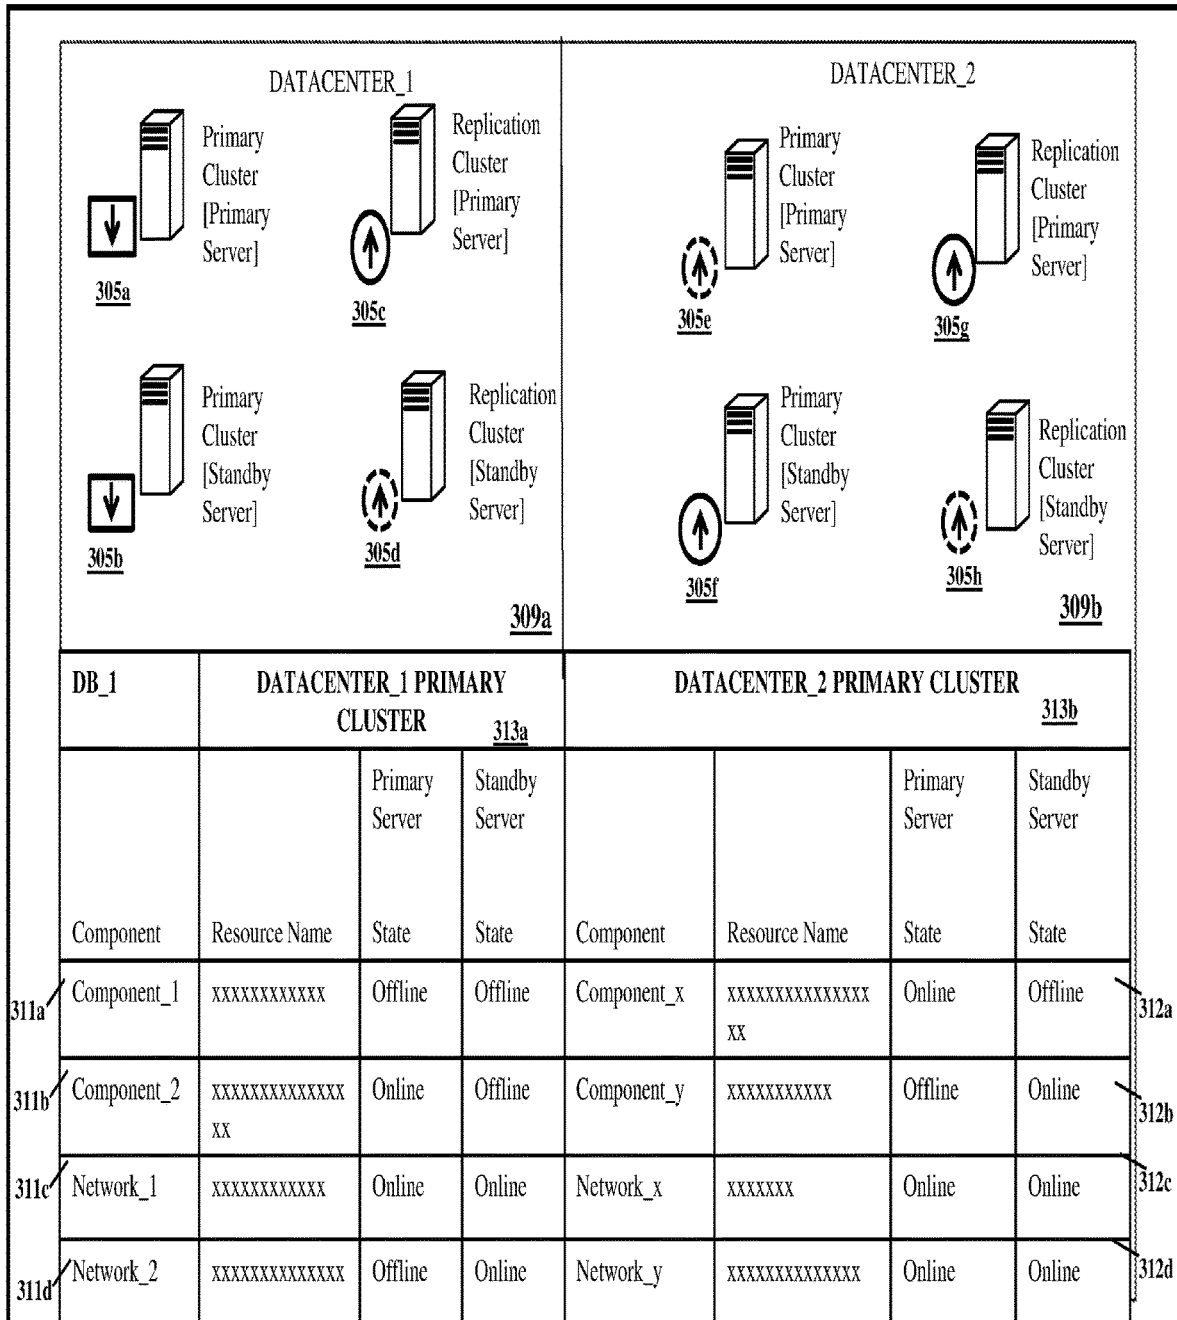 DATACENTER_1
Primary
Cluster
[Primary
Server]
305a
Replication
Cluster
[Primary
Server]
305c
Primary
Cluster
[Standby
Server]
305b
Replication
Cluster
[Standby
Server]
305d
309a
DATACENTER_2
Primary
Cluster
[Primary
Server]
305e
Replication
Cluster
[Primary
Server]
305g
Primary
Cluster
[Standby
Server]
305f
Replication
Cluster
[Standby
Server]
305h
309b
DB_1
DATACENTER_1 PRIMARY
CLUSTER
313a
DATACENTER_2 PRIMARY CLUSTER
313b
Component
Resource Name
Primary
Server
State
Standby
Server
State
Component
Resource Name
Primary
Server
State
Standby
Server
State
311a
Component_1
xxxxxxxxxxxx
Offline
Offline
Component_x
xxxxxxxxxxxxxxx
xx
Online
Offline
312a
311b
Component_2
xxxxxxxxxxxxxx
xx
Online
Offline
Component_y
xxxxxxxxxxx
Offline
Online
312b
311c
Network_1
xxxxxxxxxxxx
Online
Online
Network_x
xxxxxxx
Online
Online
312c
311d
Network_2
xxxxxxxxxxxxxx
Offline
Online
Network_y
xxxxxxxxxxxxxx
Online
Online
312d